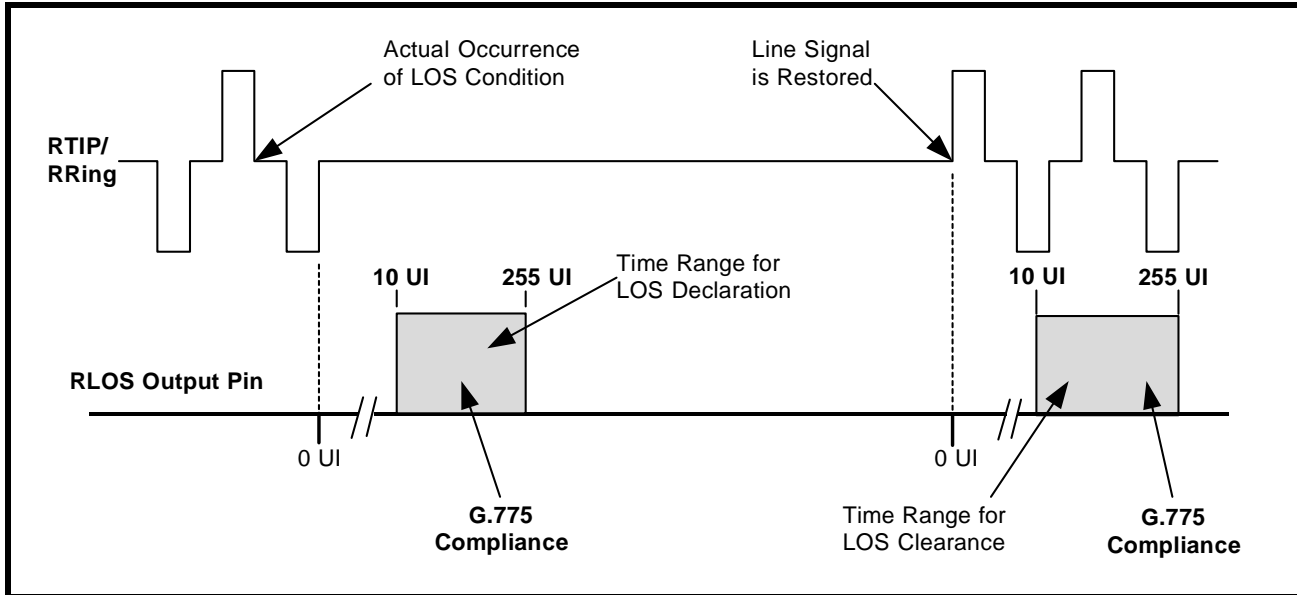 Actual Occurrence
of LOS Condition
Line Signal
is Restored
RTIP/
RRing
10 UI
255 UI
Time Range for
LOS Declaration
10 UI
255 UI
RLOS Output Pin
0 UI
0 UI
G.775
Compliance
Time Range for
LOS Clearance
G.775
Compliance